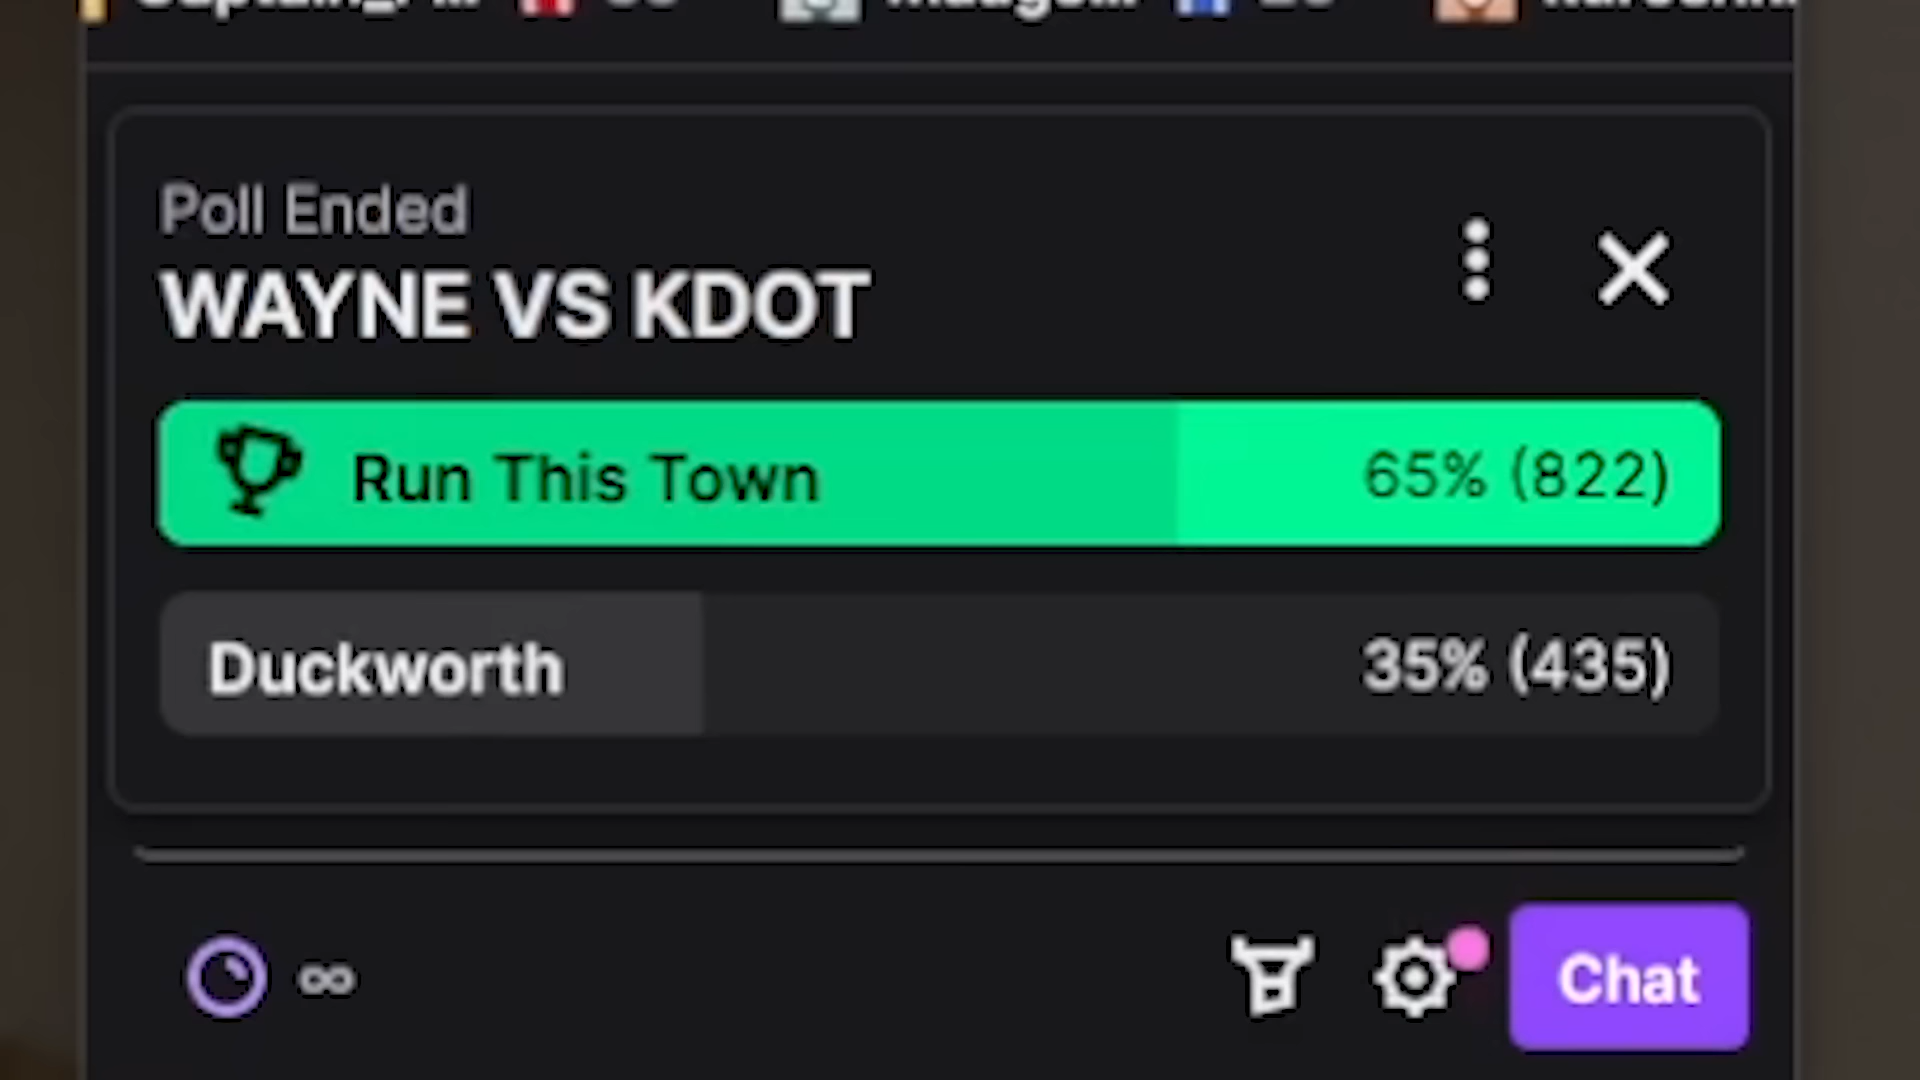 Poll Ended
WAYNE VS KDOT
Run This Town 65% (822)
Duckworth 35% (435)
∞
Chat